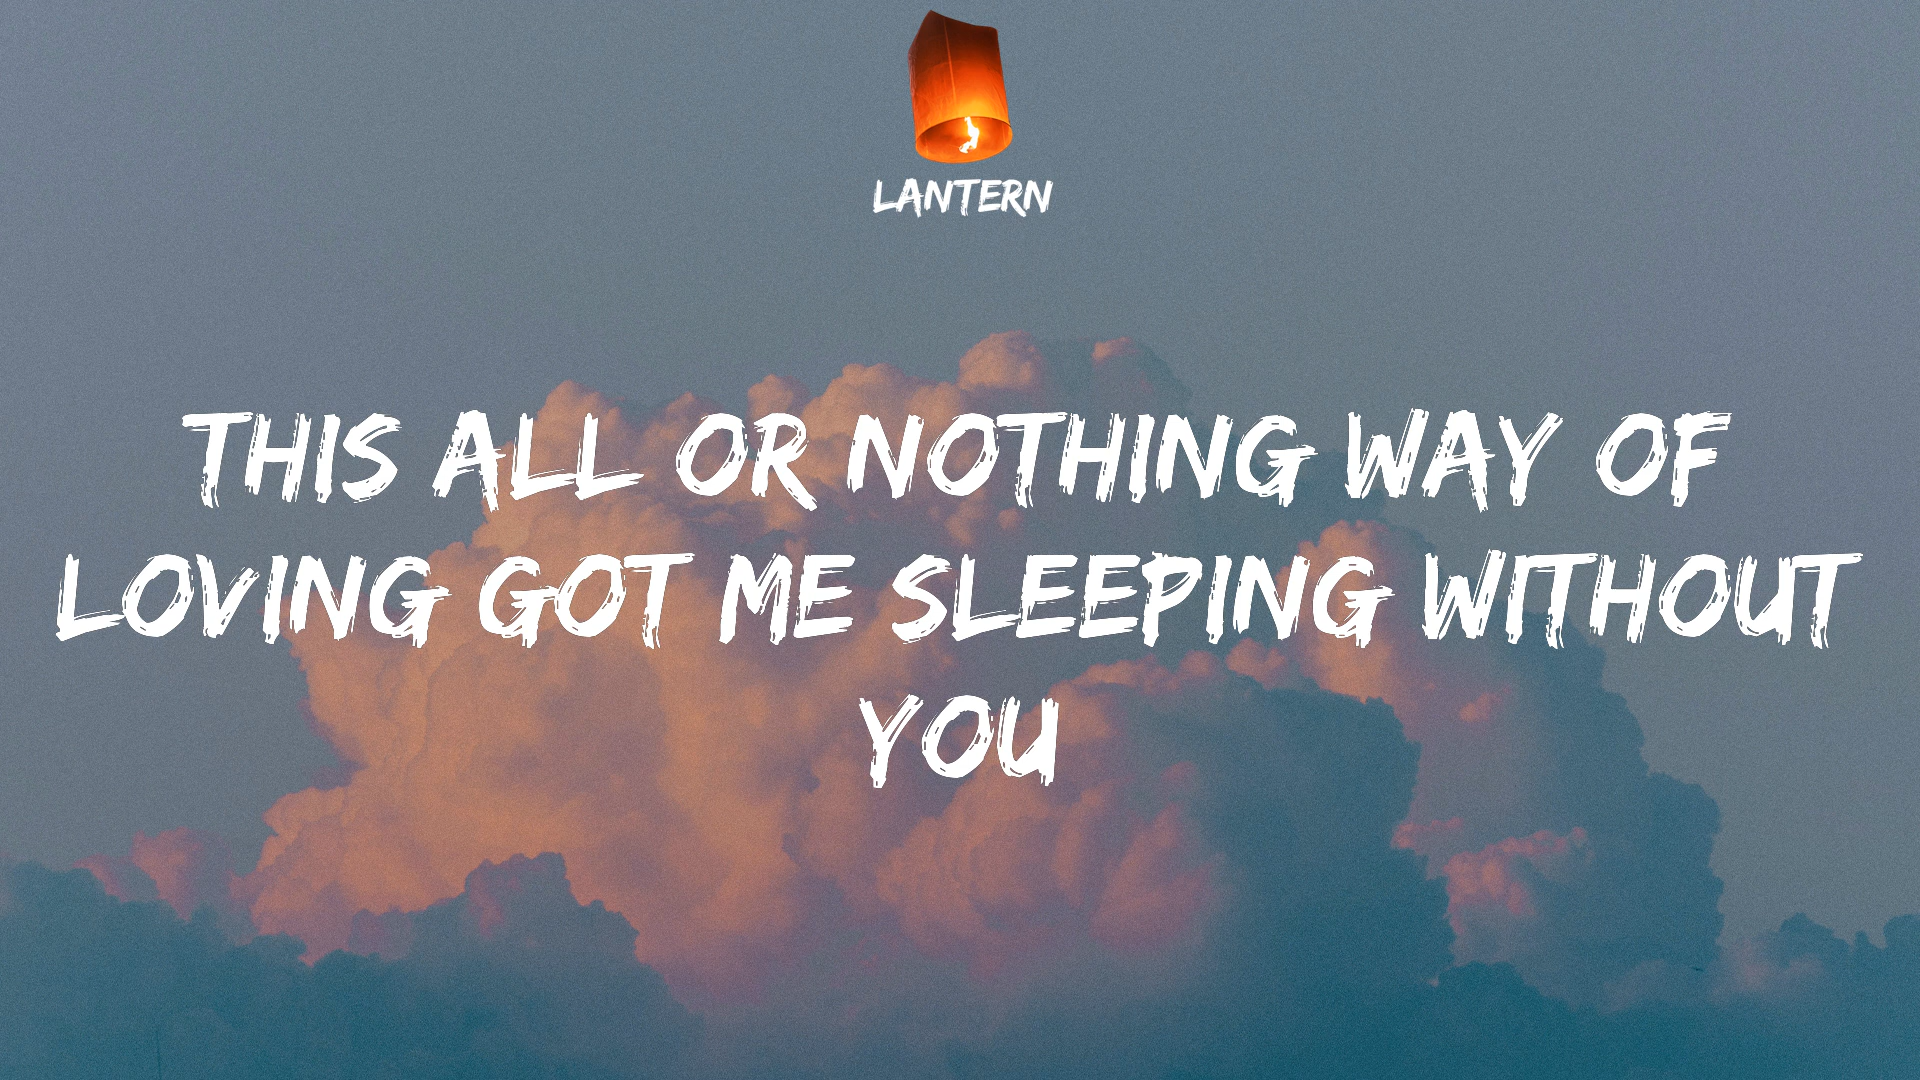 LANTERN
THIS ALL OR NOTHING WAY OF
LOVING GOT ME SLEEPING WITHOUT
YOU